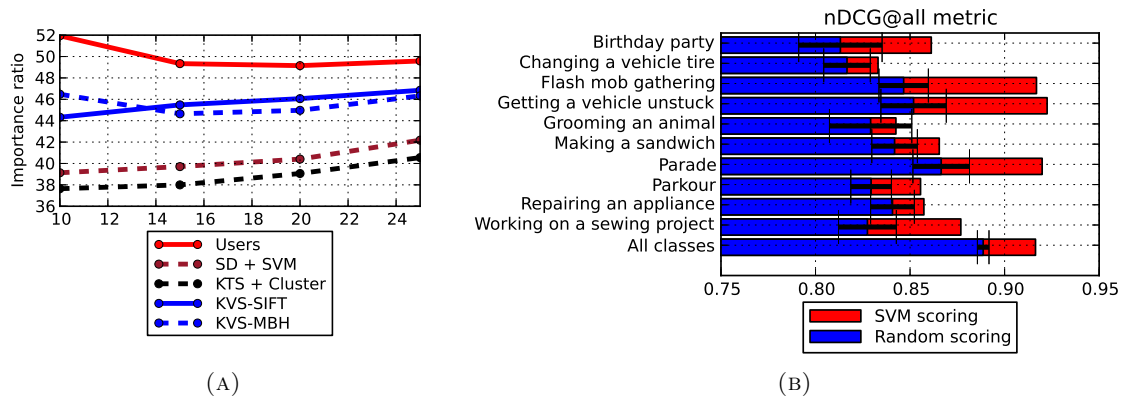 52
50
48
46
44
42
40
38
36
Importance ratio
10 12 14 16 18 20 22 24
Users
SD + SVM
KTS + Cluster
KVS-SIFT
KVS-MBH
(A)
nDCG@all metric
Birthday party
Changing a vehicle tire
Flash mob gathering
Getting a vehicle unstuck
Grooming an animal
Making a sandwich
Parade
Parkour
Repairing an appliance
Working on a sewing project
All classes
0.75 0.80 0.85 0.90 0.95
SVM scoring
Random scoring
(B)